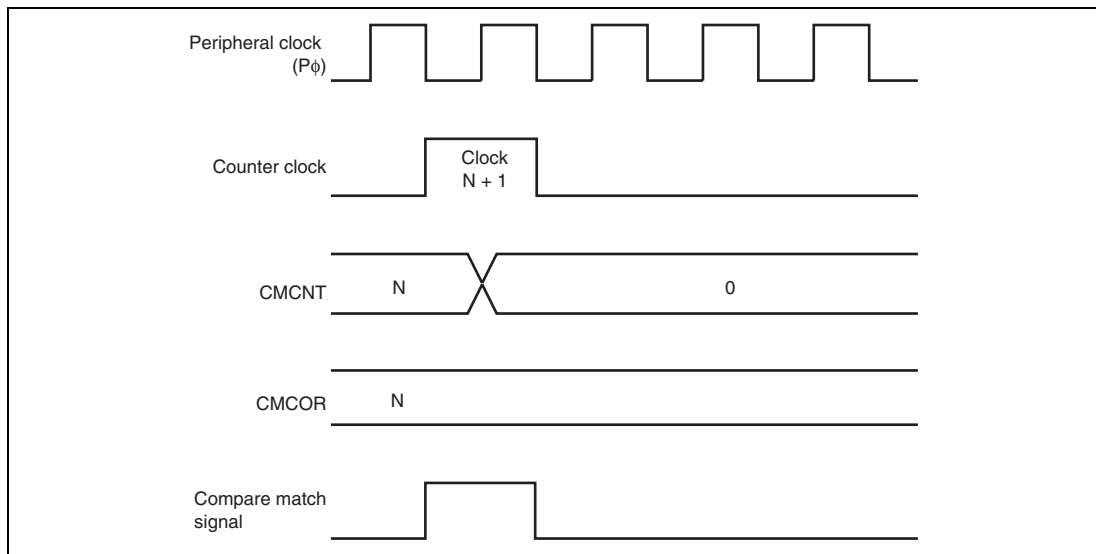 Peripheral clock
(Pϕ)
Counter clock
Clock
N + 1
CMCNT
N
0
CMCOR
N
Compare match
signal